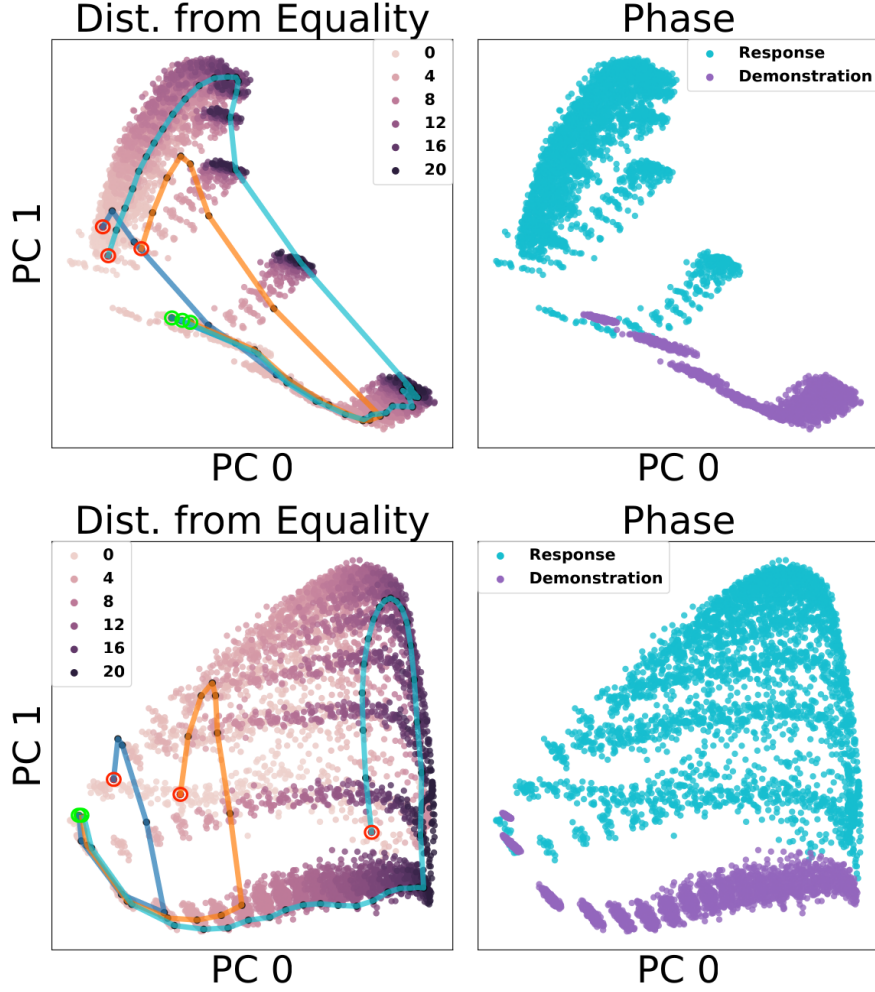 Dist. from Equality
0
4
8
12
16
20
PC 1
PC 0
Phase
Response
Demonstration
PC 0
Dist. from Equality
0
4
8
12
16
20
PC 1
PC 0
Phase
Response
Demonstration
PC 0